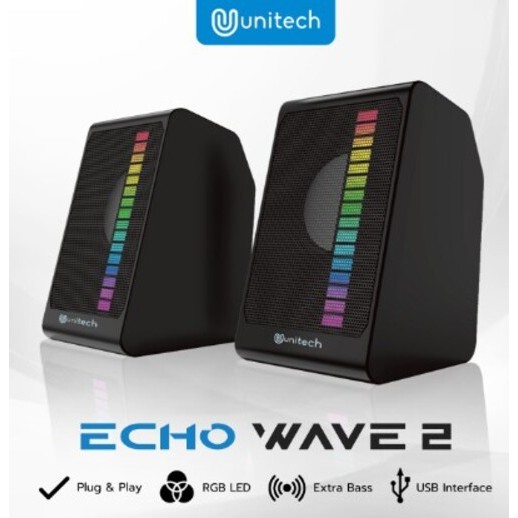 unitech
unitech
unitech
ECHO WAVE 2
Plug & Play
RGB LED
Extra Bass
USB Interface